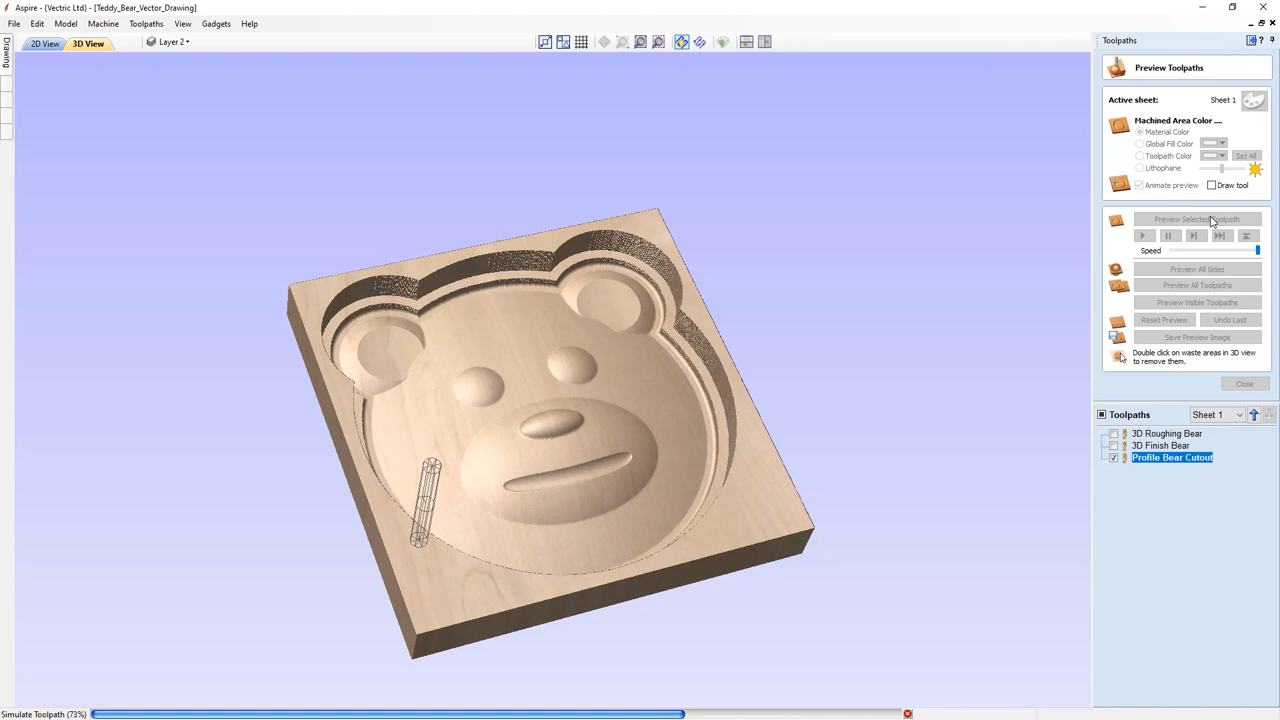 Aspire - {Vectric Ltd} - [Teddy_Bear_Vector_Drawing]
File Edit Model Machine Toolpaths View Gadgets Help
2D View 3D View Layer 2
Drawing
Toolpaths
Preview Toolpaths
Active sheet: Sheet 1
Machined Area Color ....
Material Color
Global Fill Color
Toolpath Color Set All
Lithophane
Animate preview Draw tool
Preview Selected Toolpath
Speed
Preview All Sides
Preview All Toolpaths
Preview Visible Toolpaths
Reset Preview Undo Last
Save Preview Image
Double click on waste areas in 3D view
to remove them.
Close
Toolpaths Sheet 1
3D Roughing Bear
3D Finish Bear
Profile Bear Cutout
Simulate Toolpath (73%)